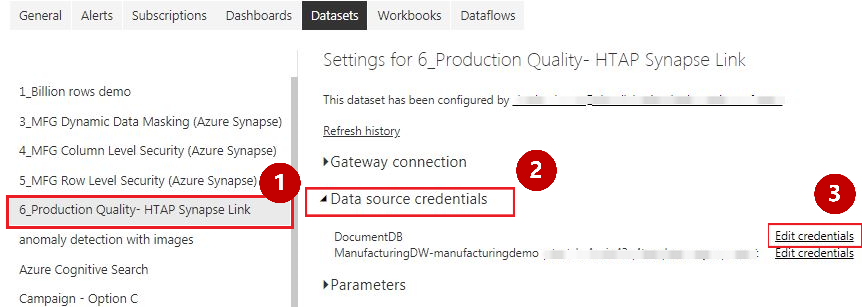 General Alerts Subscriptions Dashboards Datasets Workbooks Dataflows
Settings for 6_Production Quality- HTAP Synapse Link
1_Billion rows demo
3_MFG Dynamic Data Masking (Azure Synapse)
4_MFG Column Level Security (Azure Synapse)
5_MFG Row Level Security (Azure Synapse)
1
6_Production Quality- HTAP Synapse Link
anomaly detection with images
Azure Cognitive Search
Campaign - Option C
This dataset has been configured by
Refresh history
Gateway connection
2
Data source credentials
3
DocumentDB Edit credentials
ManufacturingDW-manufacturingdemo Edit credentials
Parameters